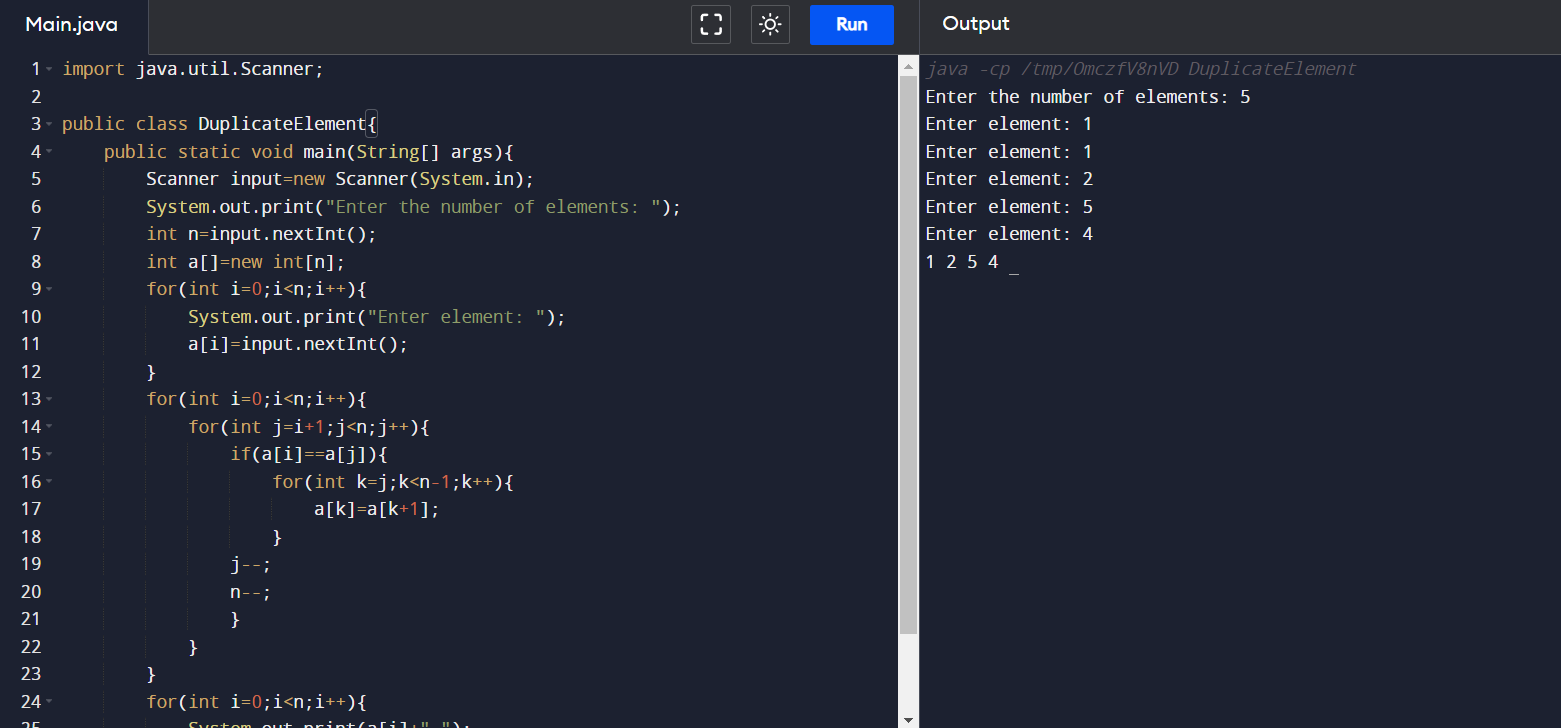 Main.java
Run
Output
1 import java.util.Scanner;
2
3 public class DuplicateElement{
4 public static void main(String[] args){
5 Scanner input=new Scanner(System.in);
6 System.out.print("Enter the number of elements: ");
7 int n=input.nextInt();
8 int a[]=new int[n];
9 for(int i=0;i<n;i++){
10 System.out.print("Enter element: ");
11 a[i]=input.nextInt();
12 }
13 for(int i=0;i<n;i++){
14 for(int j=i+1;j<n;j++){
15 if(a[i]==a[j]){
16 for(int k=j;k<n-1;k++){
17 a[k]=a[k+1];
18 }
19 j--;
20 n--;
21 }
22 }
23 }
24 for(int i=0;i<n;i++){
25 System.out.print(a[i]+" ");
java -cp /tmp/OmczfV8nVD DuplicateElement
Enter the number of elements: 5
Enter element: 1
Enter element: 1
Enter element: 2
Enter element: 5
Enter element: 4
1 2 5 4 _